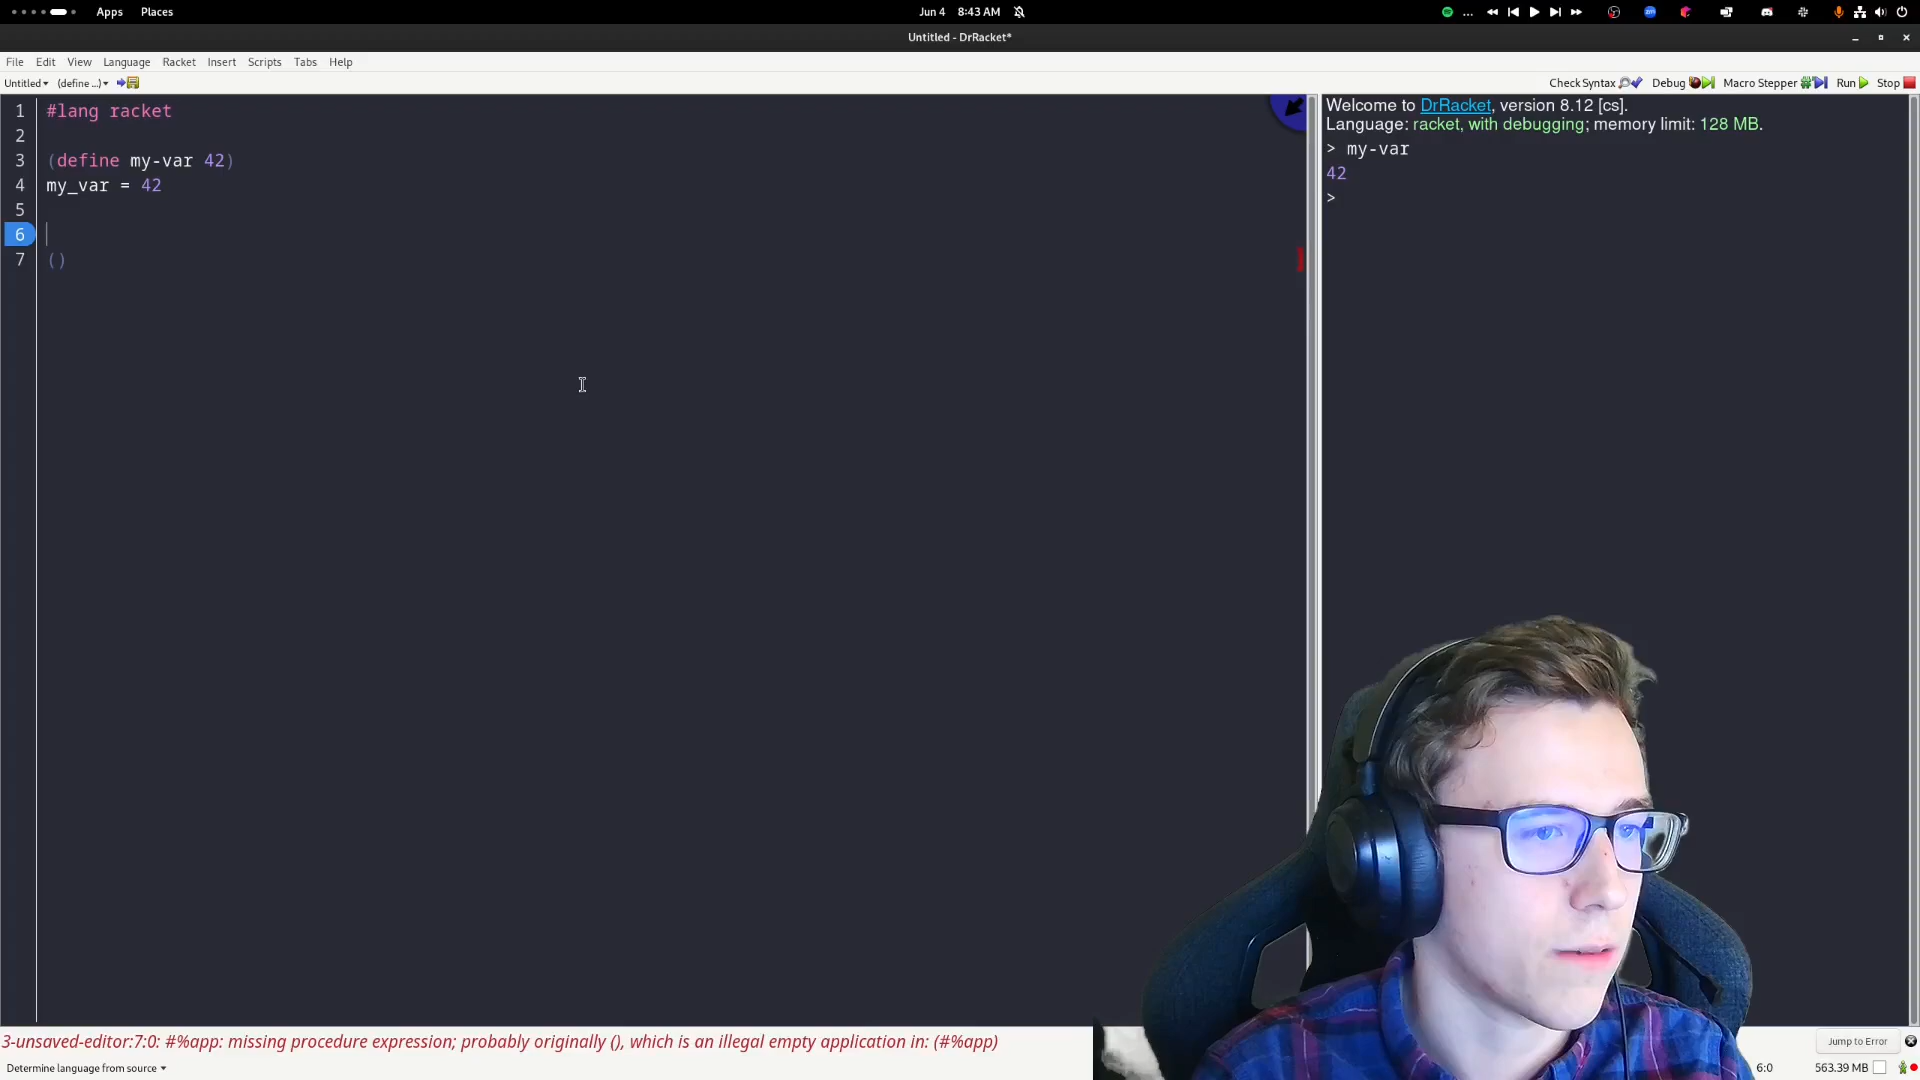 Apps Places Jun 4 8:43 AM ...
Untitled - DrRacket*
File Edit View Language Racket Insert Scripts Tabs Help
Untitled (define ...) Check Syntax Debug Macro Stepper Run Stop
1 #lang racket
2
3 (define my-var 42)
4 my_var = 42
5
6
7 ()
Welcome to DrRacket, version 8.12 [cs].
Language: racket, with debugging; memory limit: 128 MB.
> my-var
42
>
3-unsaved-editor:7:0: #%app: missing procedure expression; probably originally (), which is an illegal empty application in: (#%app)
Jump to Error
Determine language from source 6:0 563.39 MB